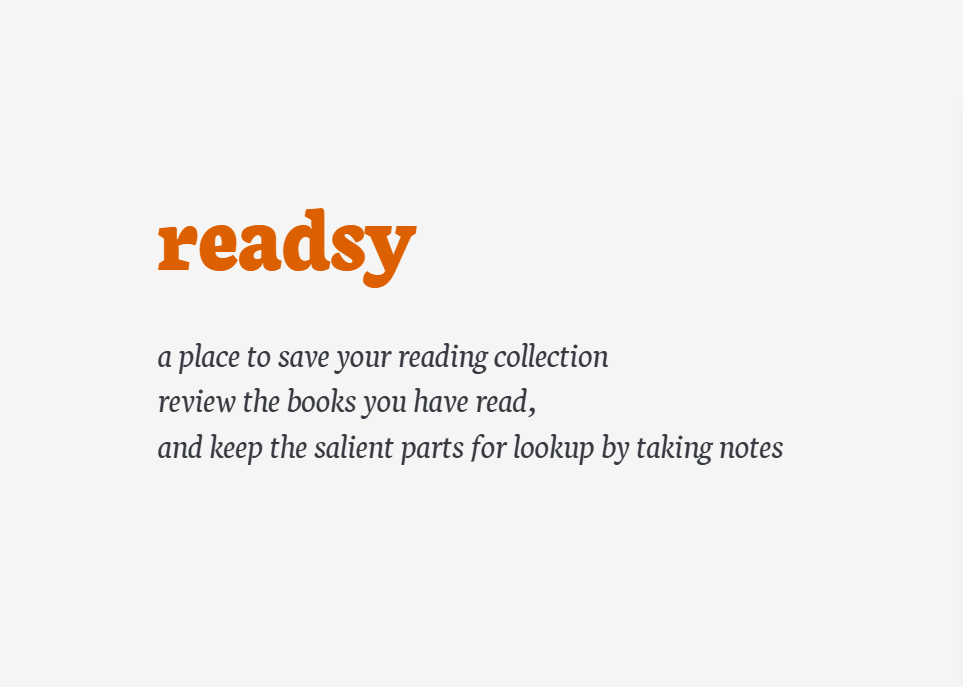 readsy
a place to save your reading collection
review the books you have read,
and keep the salient parts for lookup by taking notes